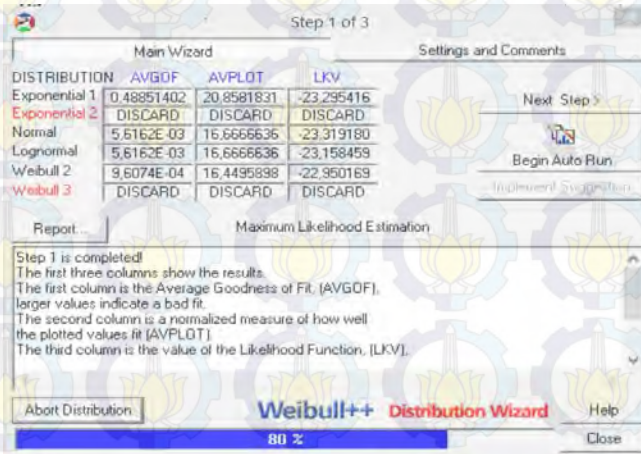 Step 1 of 3
Main Wizard
Settings and Comments
DISTRIBUTION AVGOF AVPLOT LKV
Exponential 1 0,48851402 20,8581831 -23,295416
Exponential 2 DISCARD DISCARD DISCARD
Normal 5,6162E-03 16,6666636 -23,319180
Lognormal 5,6162E-03 16,6666636 -23,158459
Weibull 2 9,6074E-04 16,4495898 -22,950169
Weibull 3 DISCARD DISCARD DISCARD
Next Step >
Begin Auto Run
Implement Suggestion
Report...
Maximum Likelihood Estimation
Step 1 is completed!
The first three columns show the results.
The first column is the Average Goodness of Fit, (AVGOF),
larger values indicate a bad fit.
The second column is a normalized measure of how well
the plotted values fit (AVPLOT)
The third column is the value of the Likelihood Function, (LKV),
Abort Distribution
Weibull++ Distribution Wizard
Help
80 %
Close